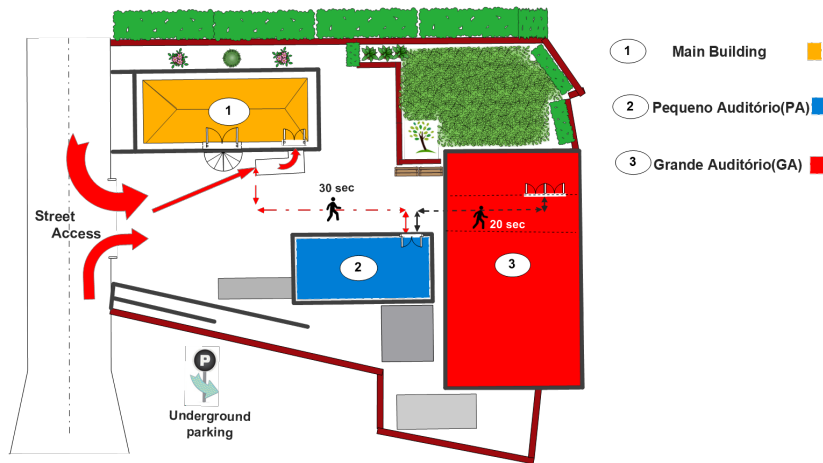 1
Main Building
2
Pequeno Auditório(PA)
3
Grande Auditório(GA)
1
30 sec
20 sec
Street
Access
2
3
P
Underground
parking